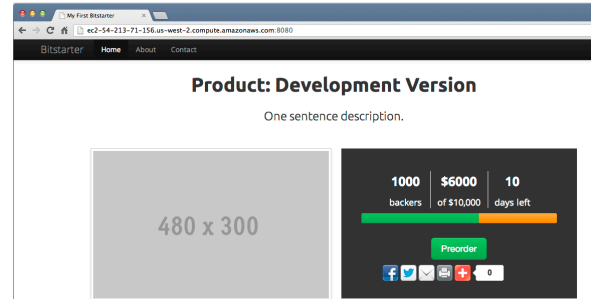 My First Bitstarter
ec2-54-213-71-156.us-west-2.compute.amazonaws.com:8080
Bitstarter Home About Contact
Product: Development Version
One sentence description.
480 x 300
1000 $6000 10
backers of $10,000 days left
Preorder
0